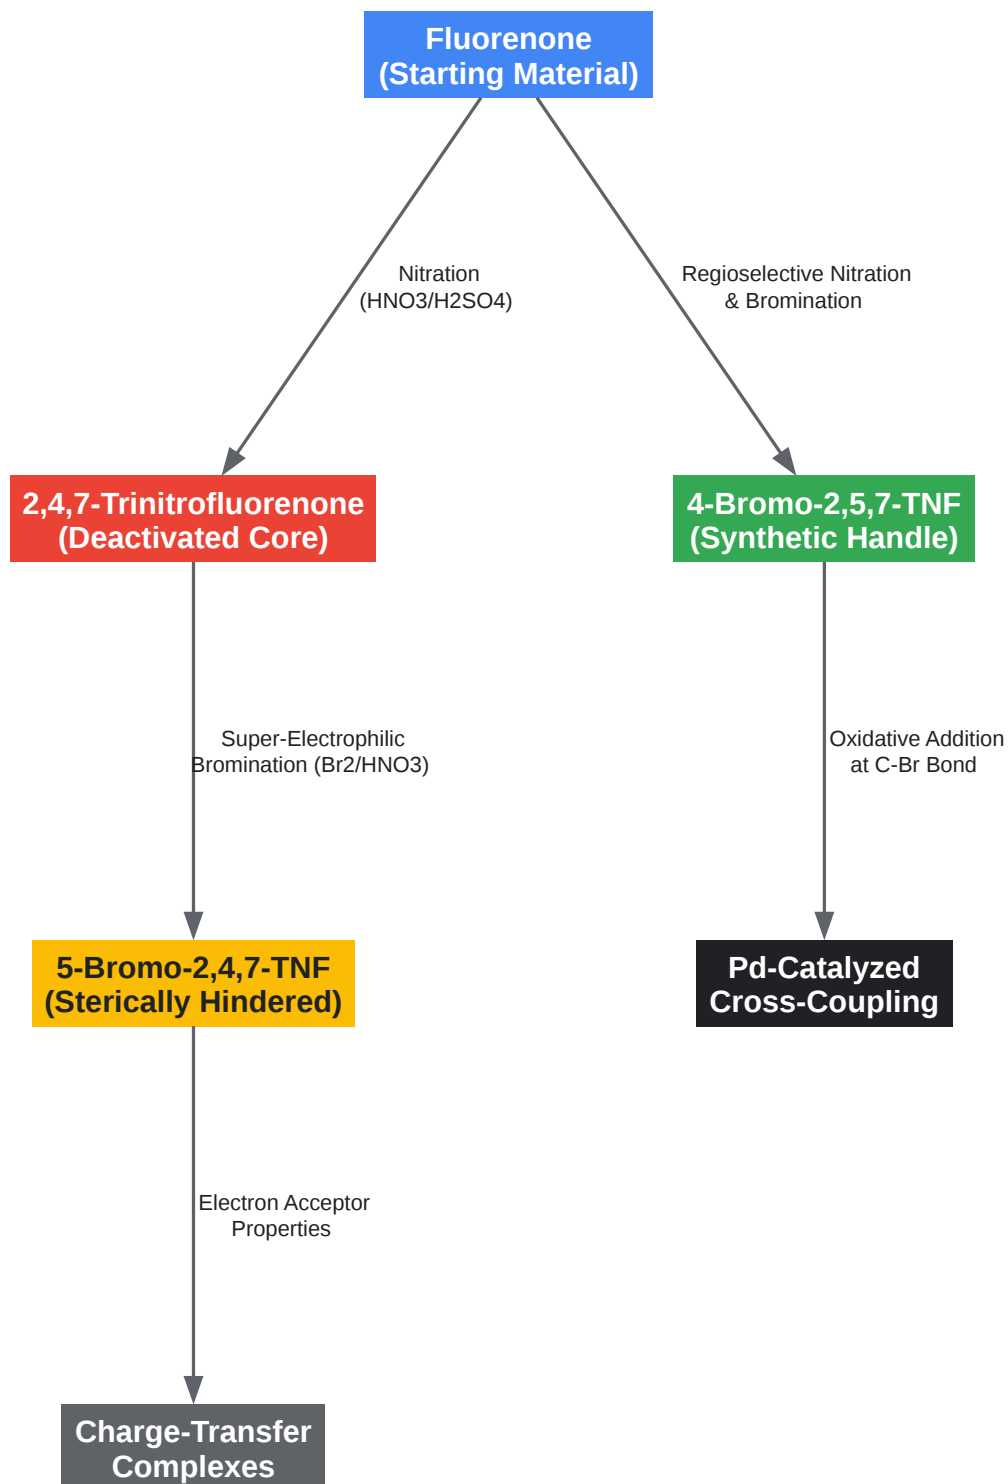 Fluorenone
(Starting Material)
Nitration
(HNO3/H2SO4)
Regioselective Nitration
& Bromination
2,4,7-Trinitrofluorenone
(Deactivated Core)
4-Bromo-2,5,7-TNF
(Synthetic Handle)
Super-Electrophilic
Bromination (Br2/HNO3)
Oxidative Addition
at C-Br Bond
5-Bromo-2,4,7-TNF
(Sterically Hindered)
Pd-Catalyzed
Cross-Coupling
Electron Acceptor
Properties
Charge-Transfer
Complexes